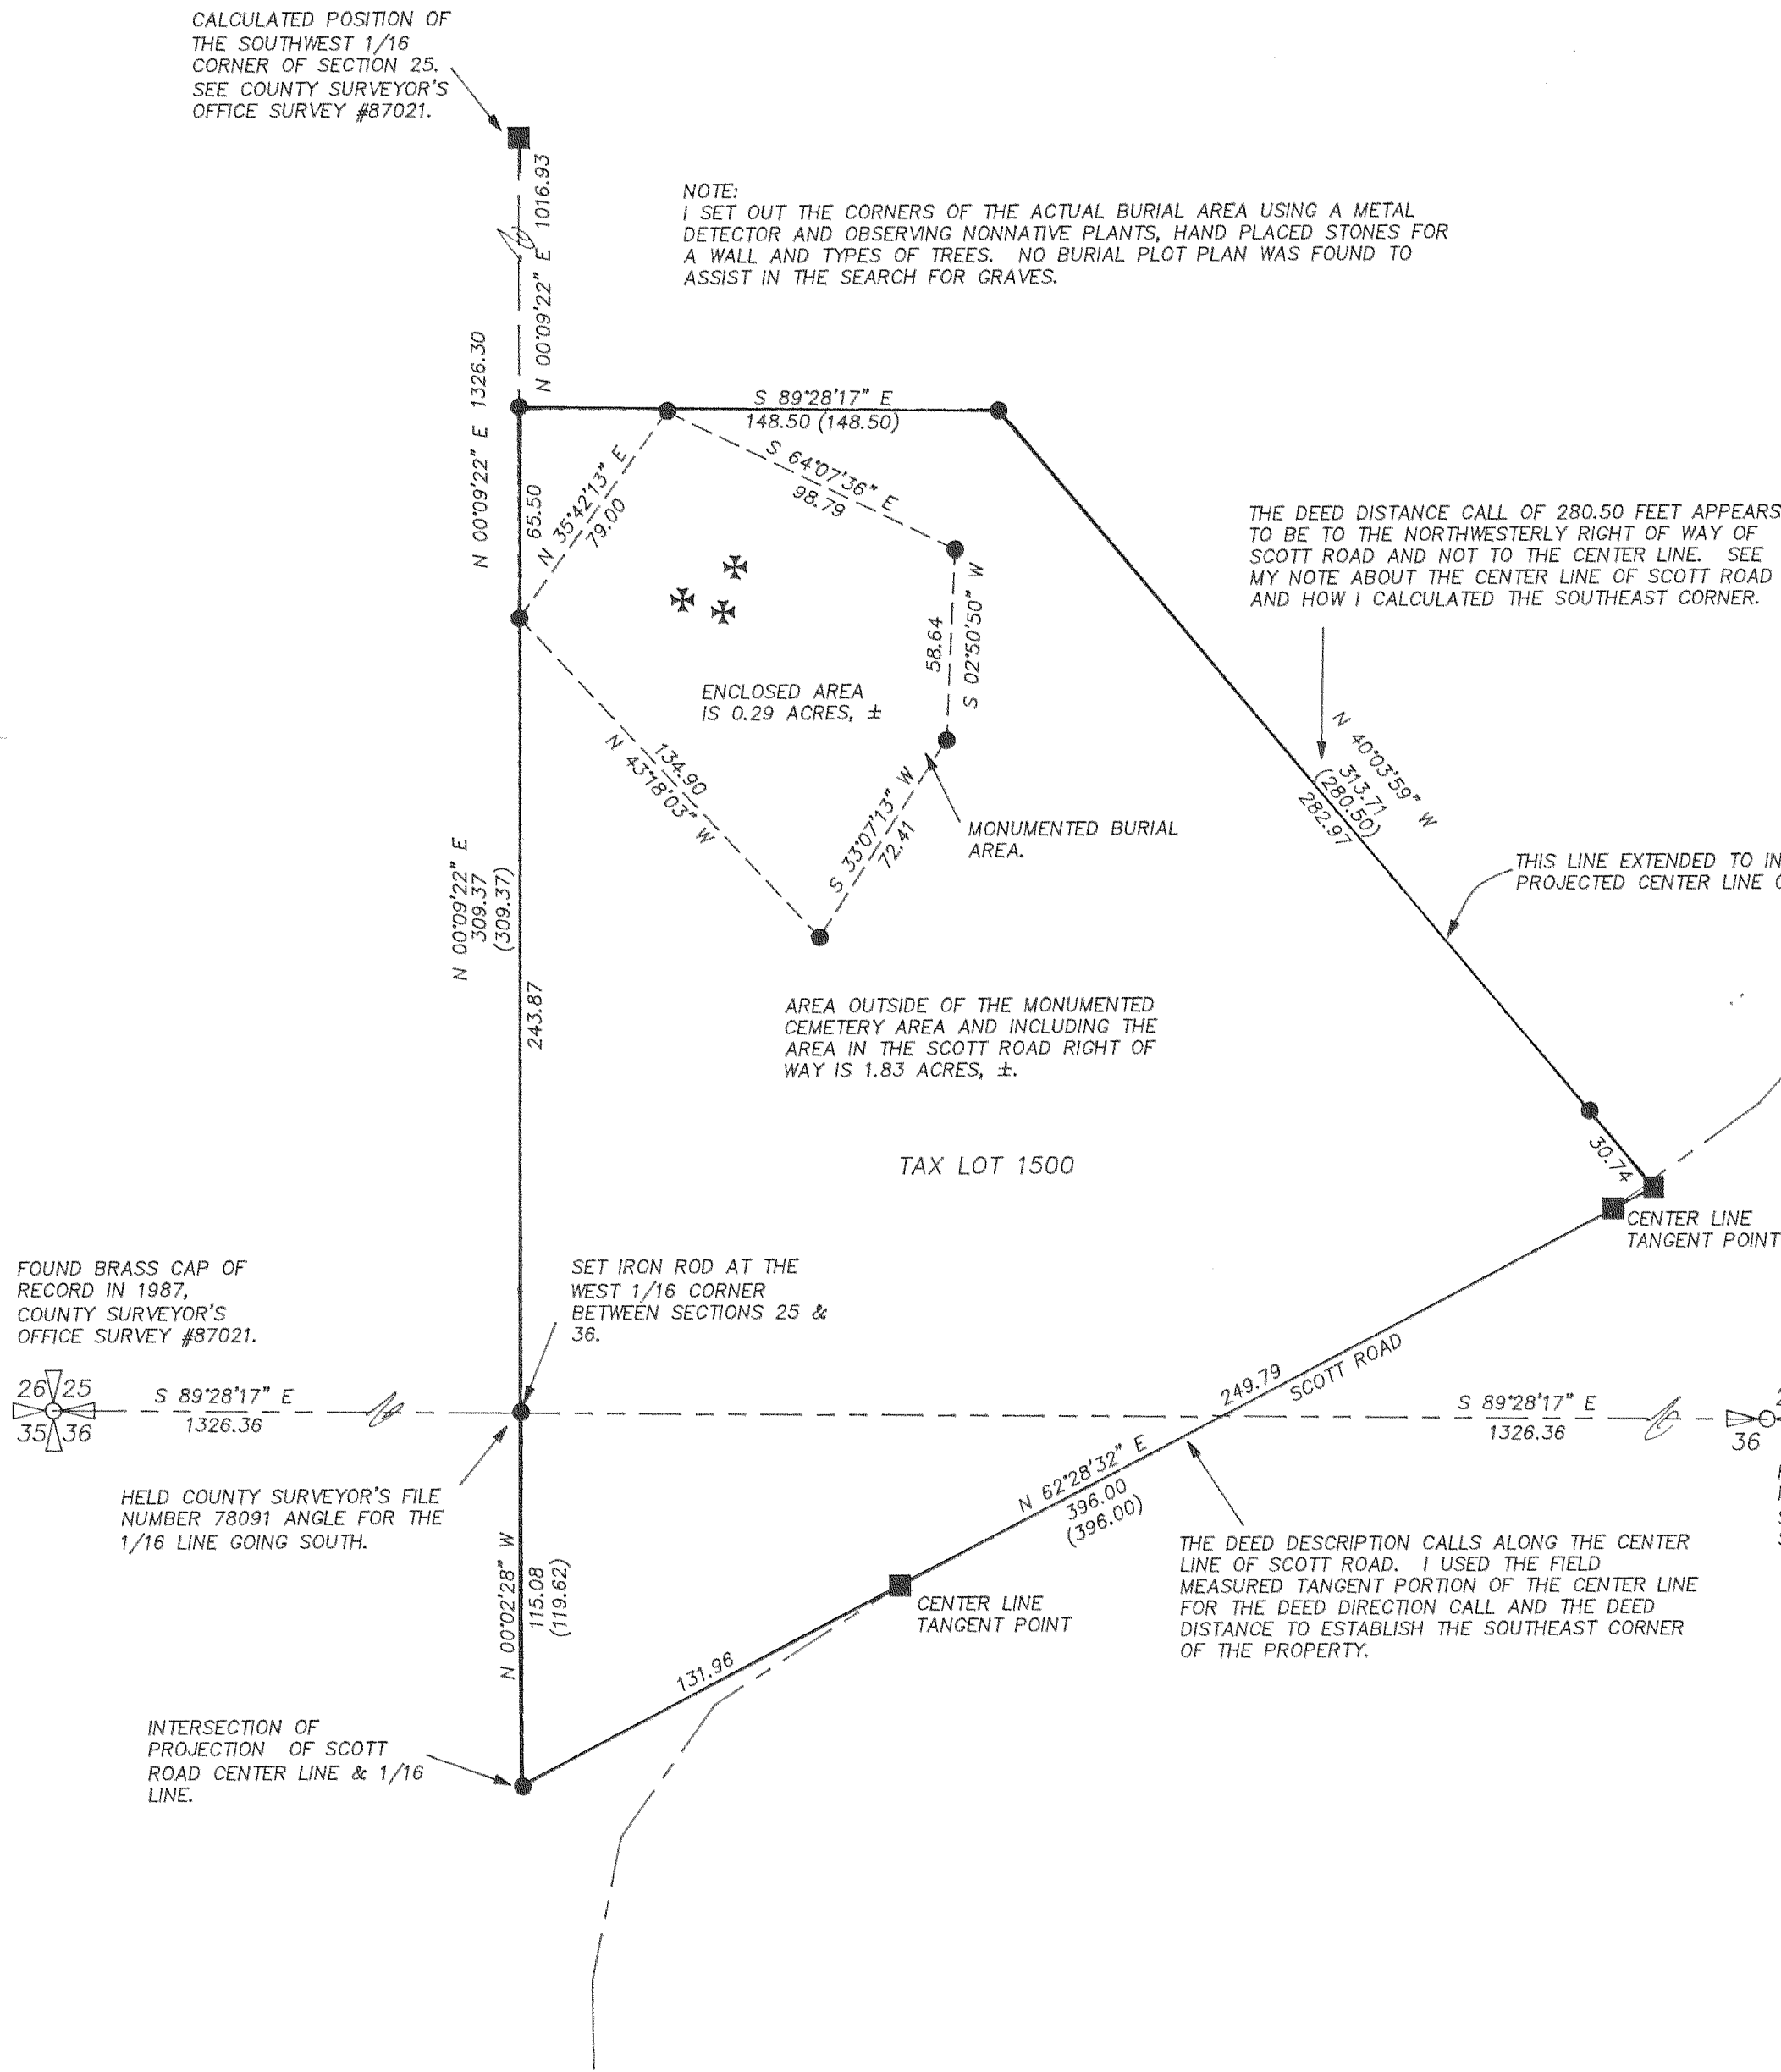 CALCULATED POSITION OF
THE SOUTHWEST 1/16
CORNER OF SECTION 25.
SEE COUNTY SURVEYOR'S
OFFICE SURVEY #87021.
N 00°09'22" E 1016.93
NOTE:
I SET OUT THE CORNERS OF THE ACTUAL BURIAL AREA USING A METAL
DETECTOR AND OBSERVING NONNATIVE PLANTS, HAND PLACED STONES FOR
A WALL AND TYPES OF TREES. NO BURIAL PLOT PLAN WAS FOUND TO
ASSIST IN THE SEARCH FOR GRAVES.
N 00°09'22" E 1326.30
S 89°28'17" E
148.50 (148.50)
65.50
N 35°42'13" E
79.00
S 64°07'36" E
98.79
58.64
S 02°50'50" W
ENCLOSED AREA
IS 0.29 ACRES, ±
134.90
N 43°18'03" W
S 33°07'13" W
72.41
MONUMENTED BURIAL
AREA.
THE DEED DISTANCE CALL OF 280.50 FEET APPEARS
TO BE TO THE NORTHWESTERLY RIGHT OF WAY OF
SCOTT ROAD AND NOT TO THE CENTER LINE. SEE
MY NOTE ABOUT THE CENTER LINE OF SCOTT ROAD
AND HOW I CALCULATED THE SOUTHEAST CORNER.
N 40°03'59" W
313.71
(280.50)
282.97
THIS LINE EXTENDED TO IN
PROJECTED CENTER LINE
N 00°09'22" E
309.37
(309.37)
243.87
AREA OUTSIDE OF THE MONUMENTED
CEMETERY AREA AND INCLUDING THE
AREA IN THE SCOTT ROAD RIGHT OF
WAY IS 1.83 ACRES, ±.
TAX LOT 1500
30.74
CENTER LINE
TANGENT POINT
FOUND BRASS CAP OF
RECORD IN 1987,
COUNTY SURVEYOR'S
OFFICE SURVEY #87021.
SET IRON ROD AT THE
WEST 1/16 CORNER
BETWEEN SECTIONS 25 &
36.
26 25
35 36
S 89°28'17" E
1326.36
249.79
SCOTT ROAD
S 89°28'17" E
1326.36
36
HELD COUNTY SURVEYOR'S FILE
NUMBER 78091 ANGLE FOR THE
1/16 LINE GOING SOUTH.
N 00°02'28" W
115.08
(119.62)
N 62°28'32" E
396.00
(396.00)
THE DEED DESCRIPTION CALLS ALONG THE CENTER
LINE OF SCOTT ROAD. I USED THE FIELD
MEASURED TANGENT PORTION OF THE CENTER LINE
FOR THE DEED DIRECTION CALL AND THE DEED
DISTANCE TO ESTABLISH THE SOUTHEAST CORNER
OF THE PROPERTY.
CENTER LINE
TANGENT POINT
131.96
INTERSECTION OF
PROJECTION OF SCOTT
ROAD CENTER LINE & 1/16
LINE.